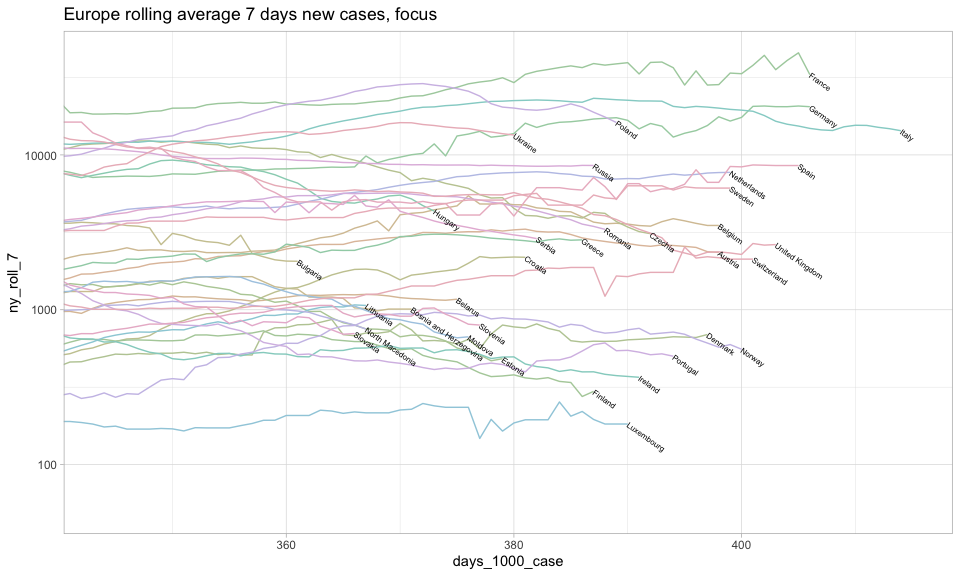 Europe rolling average 7 days new cases, focus
ny_roll_7
10000
1000
100
France
Germany
Italy
Poland
Ukraine
Russia
Spain
Netherlands
Sweden
Hungary
Serbia
Greece
Romania
Czechia
Belgium
Austria
Switzerland
United Kingdom
Bulgaria
Croatia
Lithuania
North Macedonia
Slovakia
Bosnia and Herzegovina
Belarus
Slovenia
Moldova
Estonia
Denmark
Norway
Portugal
Ireland
Finland
Luxembourg
360
380
400
days_1000_case